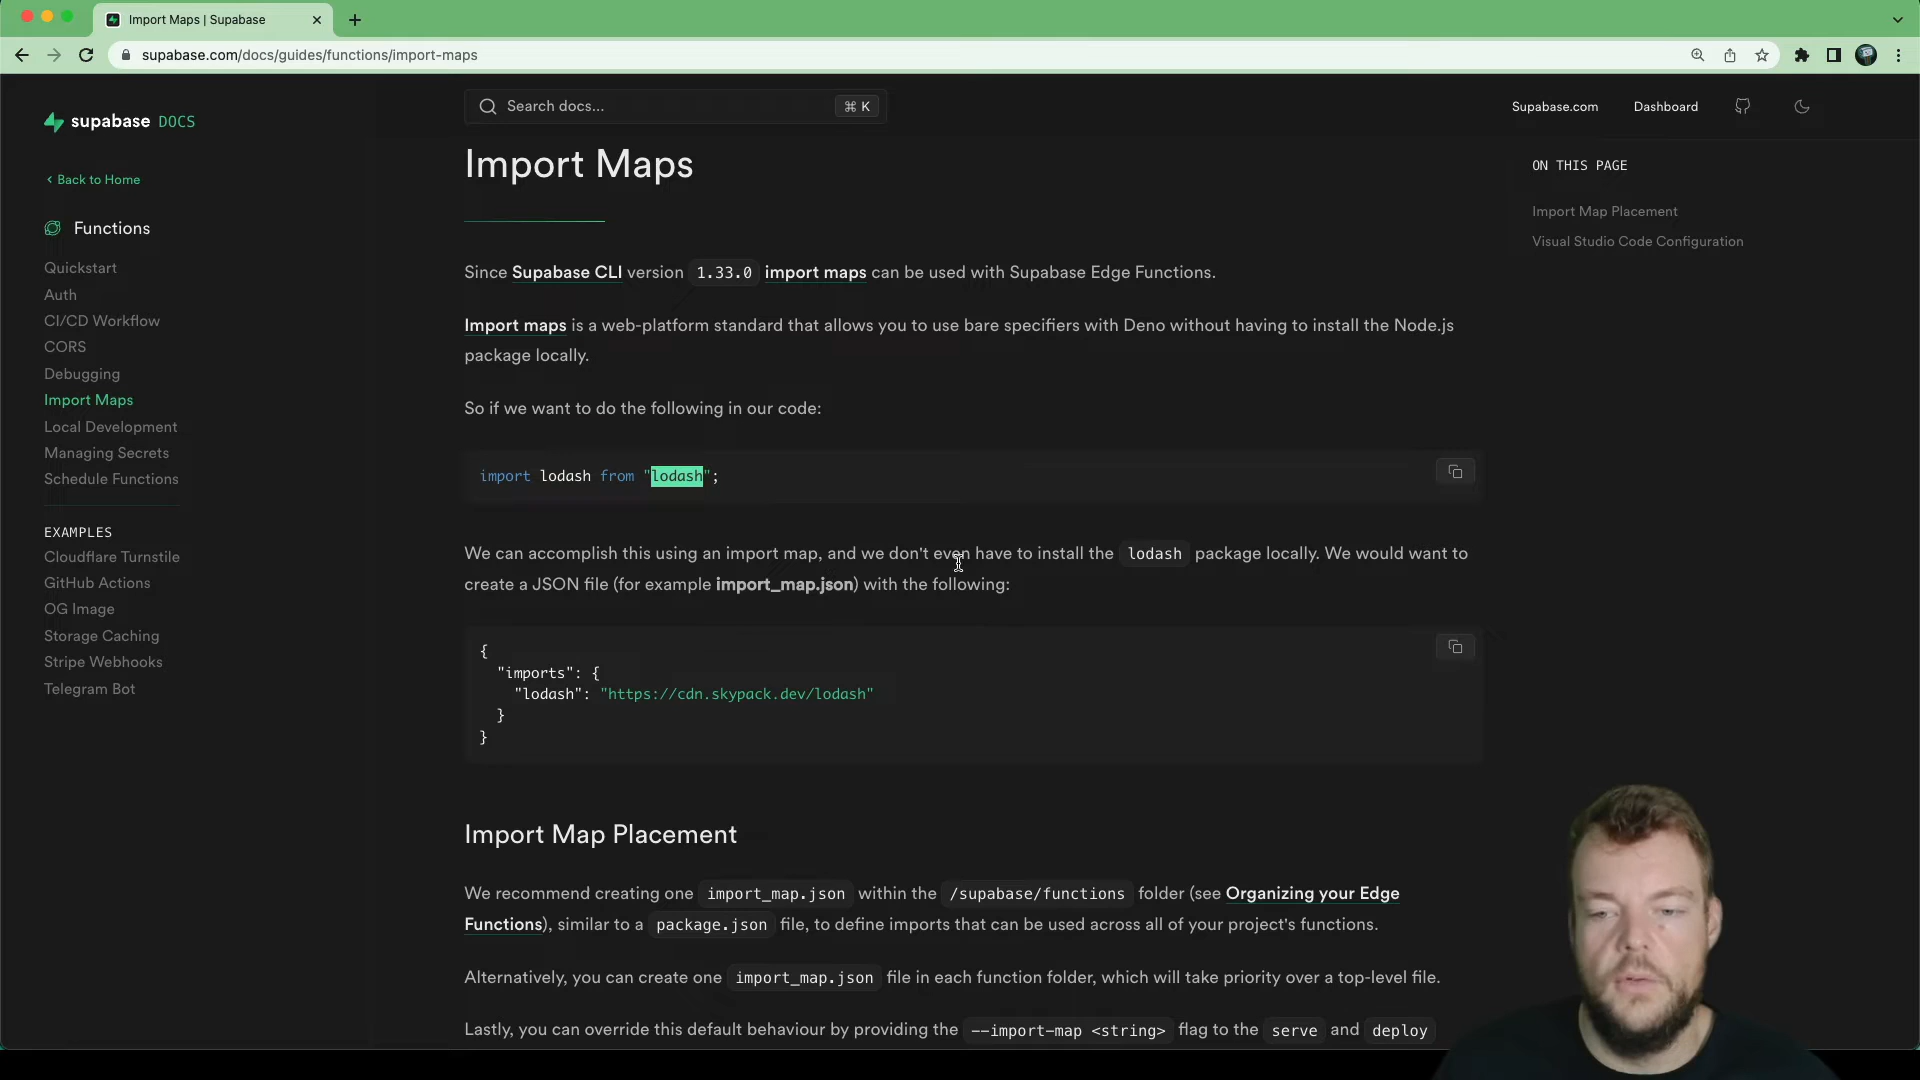 Import Maps | Supabase
supabase.com/docs/guides/functions/import-maps
supabase DOCS
Search docs...
⌘ K
Supabase.com
Dashboard
Back to Home
Functions
Quickstart
Auth
CI/CD Workflow
CORS
Debugging
Import Maps
Local Development
Managing Secrets
Schedule Functions
EXAMPLES
Cloudflare Turnstile
GitHub Actions
OG Image
Storage Caching
Stripe Webhooks
Telegram Bot
Import Maps
Since Supabase CLI version 1.33.0 import maps can be used with Supabase Edge Functions.
Import maps is a web-platform standard that allows you to use bare specifiers with Deno without having to install the Node.js
package locally.
So if we want to do the following in our code:
import lodash from "lodash";
We can accomplish this using an import map, and we don't even have to install the lodash package locally. We would want to
create a JSON file (for example import_map.json) with the following:
{
"imports": {
"lodash": "https://cdn.skypack.dev/lodash"
}
}
Import Map Placement
We recommend creating one import_map.json within the /supabase/functions folder (see Organizing your Edge
Functions), similar to a package.json file, to define imports that can be used across all of your project's functions.
Alternatively, you can create one import_map.json file in each function folder, which will take priority over a top-level file.
Lastly, you can override this default behaviour by providing the --import-map <string> flag to the serve and deploy
ON THIS PAGE
Import Map Placement
Visual Studio Code Configuration